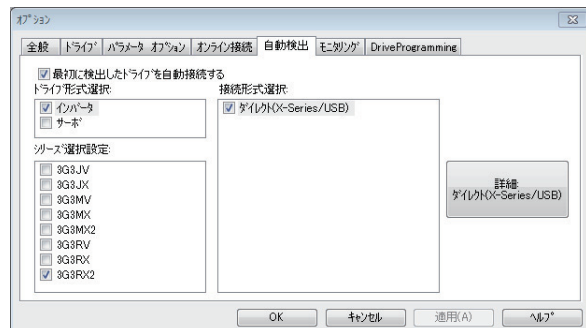 ｵﾌﾟｼｮﾝ
全般
ﾄﾞﾗｲﾌﾞ
ﾊﾟﾗﾒｰﾀ ｵﾌﾟｼｮﾝ
ｵﾝﾗｲﾝ接続
自動検出
ﾓﾆﾀﾘﾝｸﾞ
DriveProgramming
最初に検出したﾄﾞﾗｲﾌﾞを自動接続する
ﾄﾞﾗｲﾌﾞ形式選択:
ｲﾝﾊﾞｰﾀ
ｻｰﾎﾞ
ｼﾘｰｽﾞ選択設定:
3G3JV
3G3JX
3G3MV
3G3MX
3G3MX2
3G3RV
3G3RX
3G3RX2
接続形式選択:
ﾀﾞｲﾚｸﾄ(X-Series/USB)
詳細:
ﾀﾞｲﾚｸﾄ(X-Series/USB)
OK
ｷｬﾝｾﾙ
適用(A)
ﾍﾙﾌﾟ